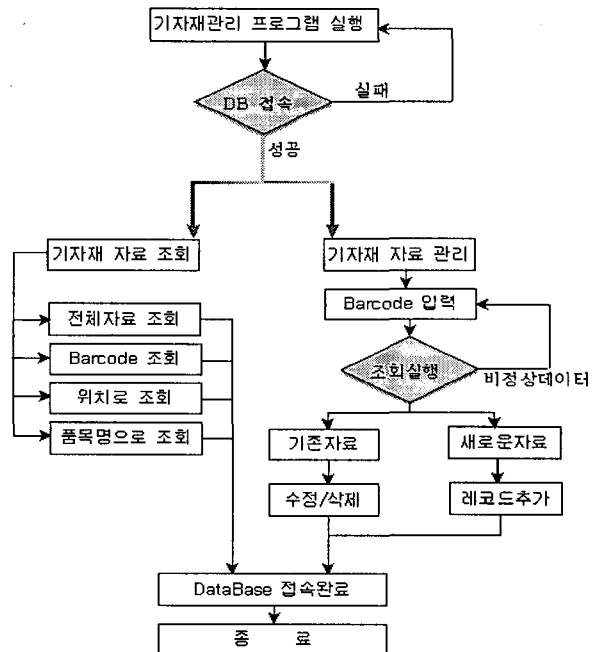 기자재관리 프로그램 실행
DB 접속
실패
성공
기자재 자료 조회
기자재 자료 관리
전체자료 조회
Barcode 조회
위치로 조회
품목명으로 조회
Barcode 입력
조회실행
비정상데이터
기존자료
새로운자료
수정/삭제
레코드추가
DataBase 접속완료
종 료